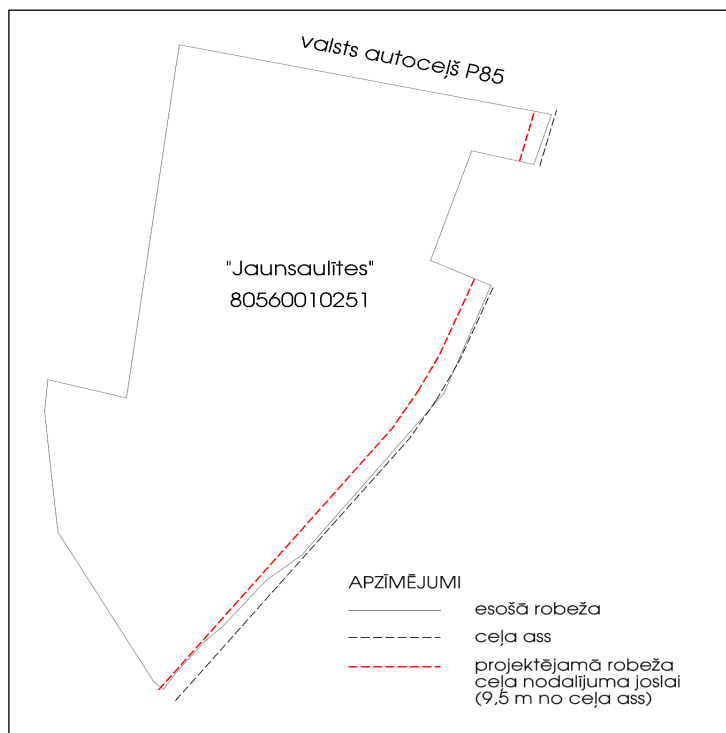 valsts autoceļš P85
"Jaunsaulītes"
80560010251
APZĪMĒJUMI
esošā robeža
ceļa ass
projektējamā robeža
ceļa nodalījuma joslai
(9,5 m no ceļa ass)